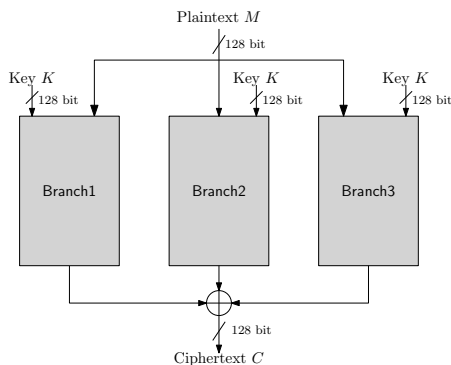 Plaintext M
128 bit
Key K
128 bit
Key K
128 bit
Key K
128 bit
Branch1
Branch2
Branch3
128 bit
Ciphertext C